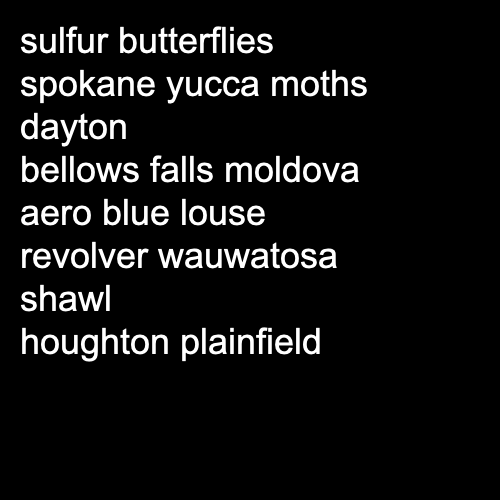 sulfur butterflies
spokane yucca moths
dayton
bellows falls moldova
aero blue louse
revolver wauwatosa
shawl
houghton plainfield